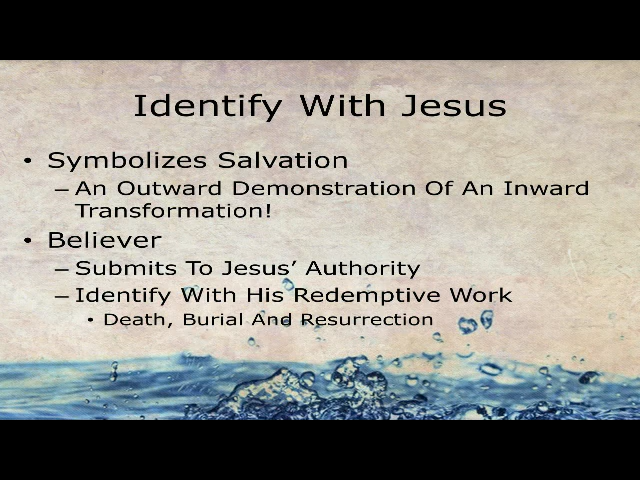 Identify With Jesus
• Symbolizes Salvation
– An Outward Demonstration Of An Inward
Transformation!
• Believer
– Submits To Jesus’ Authority
– Identify With His Redemptive Work
• Death, Burial And Resurrection